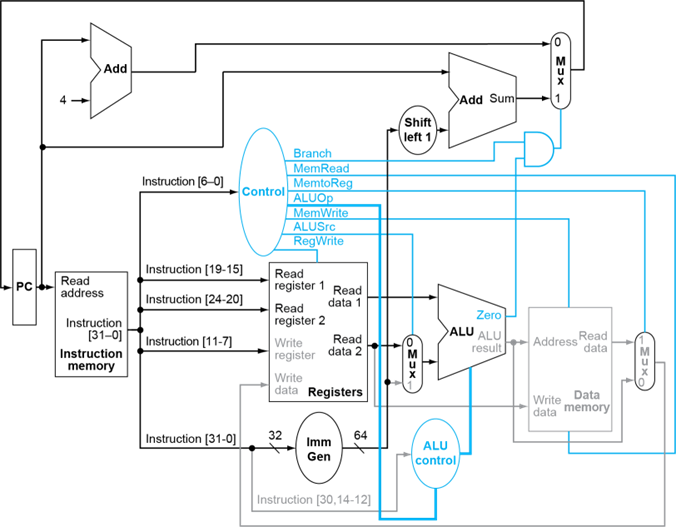 Add
4
0
Mux
1
Add Sum
Shift
left 1
Branch
MemRead
MemtoReg
ALUOp
MemWrite
ALUSrc
RegWrite
Control
Instruction [6–0]
PC
Read
address
Instruction
[31–0]
Instruction
memory
Instruction [19-15]
Instruction [24-20]
Instruction [11-7]
Instruction [31-0]
Read
register 1
Read
register 2
Write
register
Write
data
Read
data 1
Read
data 2
Registers
0
Mux
1
Zero
ALU
ALU
result
Address
Read
data
Write
data
Data
memory
1
Mux
0
32
Imm
Gen
64
ALU
control
Instruction [30,14-12]